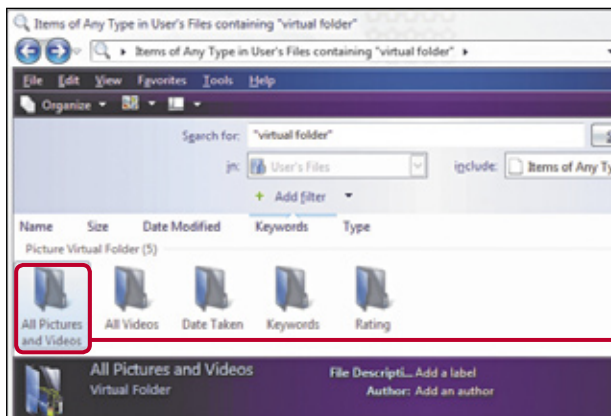 Items of Any Type in User's Files containing "virtual folder"
Items of Any Type in User's Files containing "virtual folder"
File Edit View Favorites Tools Help
Organize
Search for: "virtual folder"
in: User's Files include: Items of Any Ty
Add filter
Name Size Date Modified Keywords Type
Picture Virtual Folder (5)
All Pictures and Videos All Videos Date Taken Keywords Rating
All Pictures and Videos File Descripti... Add a label
Virtual Folder Author: Add an author